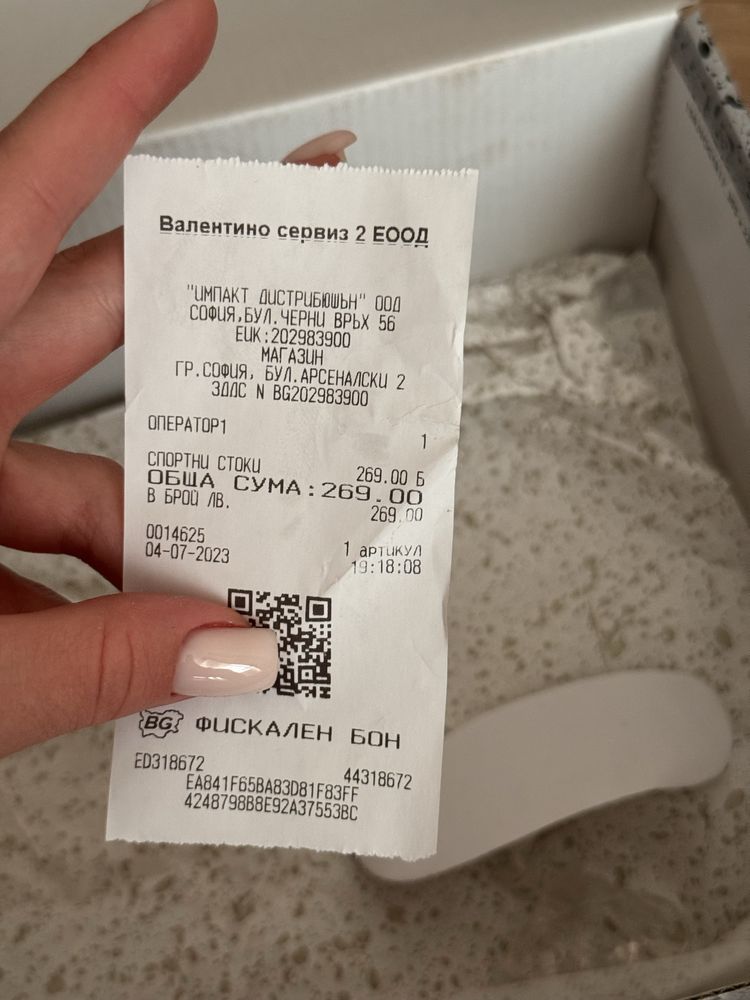 Валентино сервиз 2 ЕООД
"ИМПАКТ ДИСТРИБЮШЪН" ООД
СОФИЯ,БУЛ.ЧЕРНИ ВРЪХ 56
ЕИК:202983900
МАГАЗИН
ГР.СОФИЯ, БУЛ.АРСЕНАЛСКИ 2
ЗДДС N BG202983900
ОПЕРАТОР1 1
СПОРТНИ СТОКИ 269.00 Б
ОБЩА СУМА:269.00
В БРОЙ ЛВ. 269.00
0014625 1 артикул
04-07-2023 19:18:08
BG ФИСКАЛЕН БОН
ED318672 44318672
EA841F65BA83D81F83FF
4248798B8E92A37553BC